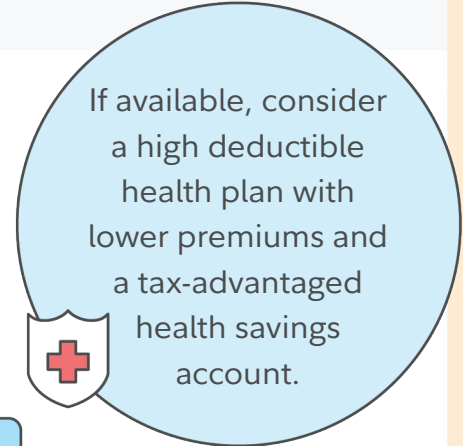 If available, consider
a high deductible
health plan with
lower premiums and
a tax-advantaged
health savings
account.